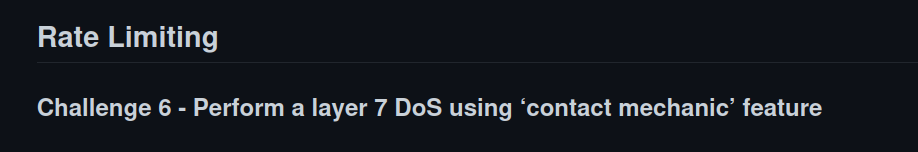 Rate Limiting
Challenge 6 - Perform a layer 7 DoS using ‘contact mechanic’ feature